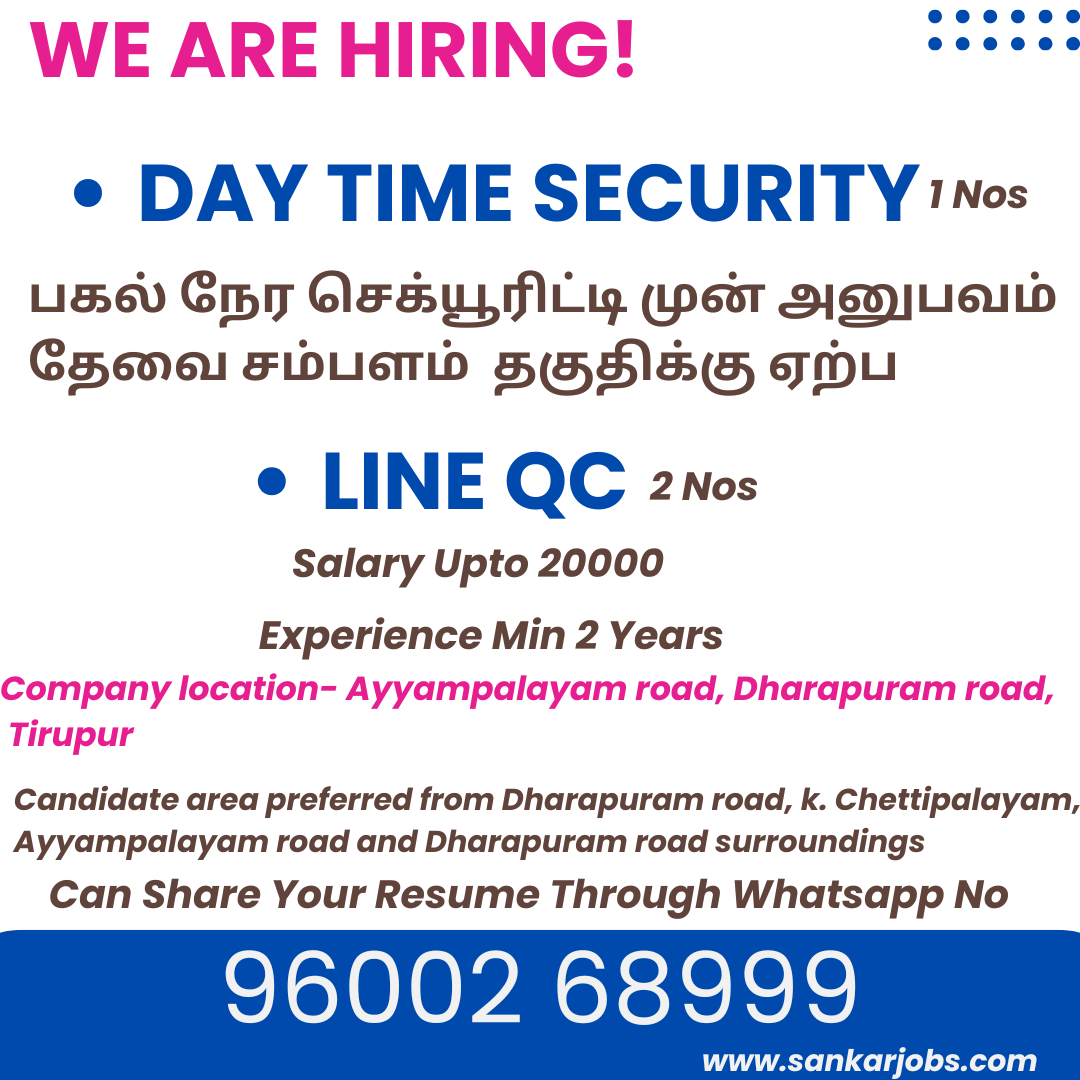 WE ARE HIRING!
• DAY TIME SECURITY 1 Nos
பகல் நேர செக்யூரிட்டி முன் அனுபவம்
தேவை சம்பளம் தகுதிக்கு ஏற்ப
• LINE QC 2 Nos
Salary Upto 20000
Experience Min 2 Years
Company location- Ayyampalayam road, Dharapuram road,
Tirupur
Candidate area preferred from Dharapuram road, k. Chettipalayam,
Ayyampalayam road and Dharapuram road surroundings
Can Share Your Resume Through Whatsapp No
96002 68999
www.sankarjobs.com